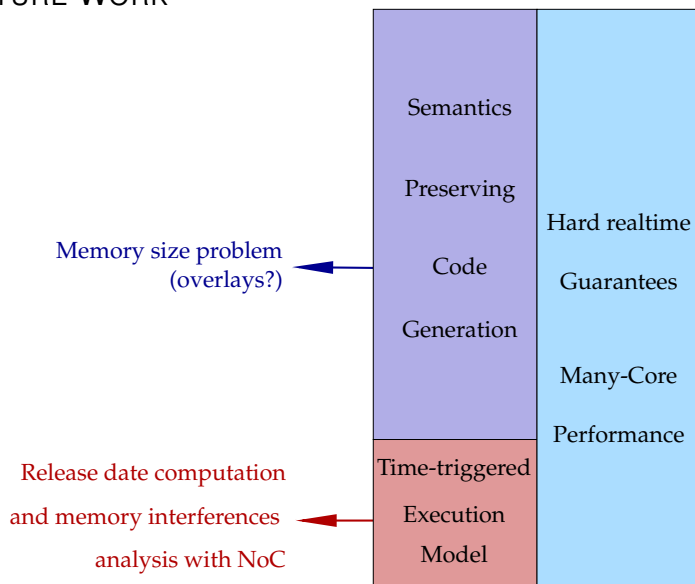 WORK
Semantics
Preserving
Code
Generation
Hard realtime
Guarantees
Many-Core
Performance
Memory size problem
(overlays?)
Time-triggered
Execution
Model
Release date computation
and memory interferences
analysis with NoC